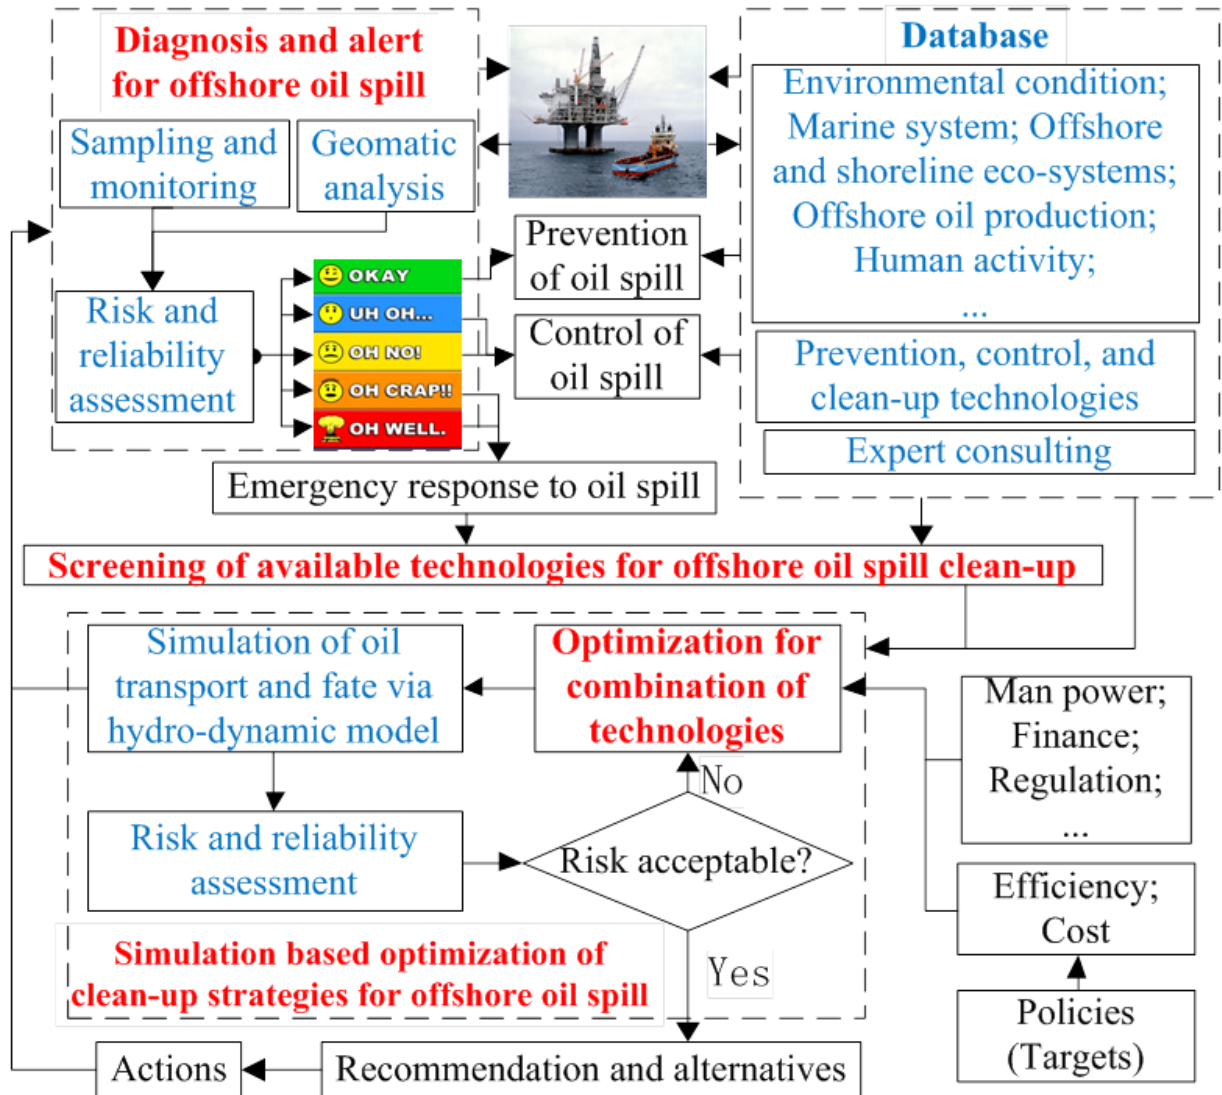 Diagnosis and alert
for offshore oil spill
Sampling and
monitoring
Geomatic
analysis
Risk and
reliability
assessment
OKAY
UH OH...
OH NO!
OH CRAP!!
OH WELL.
Prevention
of oil spill
Control of
oil spill
Database
Environmental condition;
Marine system; Offshore
and shoreline eco-systems;
Offshore oil production;
Human activity;
...
Prevention, control, and
clean-up technologies
Expert consulting
Emergency response to oil spill
Screening of available technologies for offshore oil spill clean-up
Simulation of oil
transport and fate via
hydro-dynamic model
Optimization for
combination of
technologies
No
Risk and reliability
assessment
Risk acceptable?
Yes
Simulation based optimization of
clean-up strategies for offshore oil spill
Man power;
Finance;
Regulation;
...
Efficiency;
Cost
Policies
(Targets)
Actions
Recommendation and alternatives